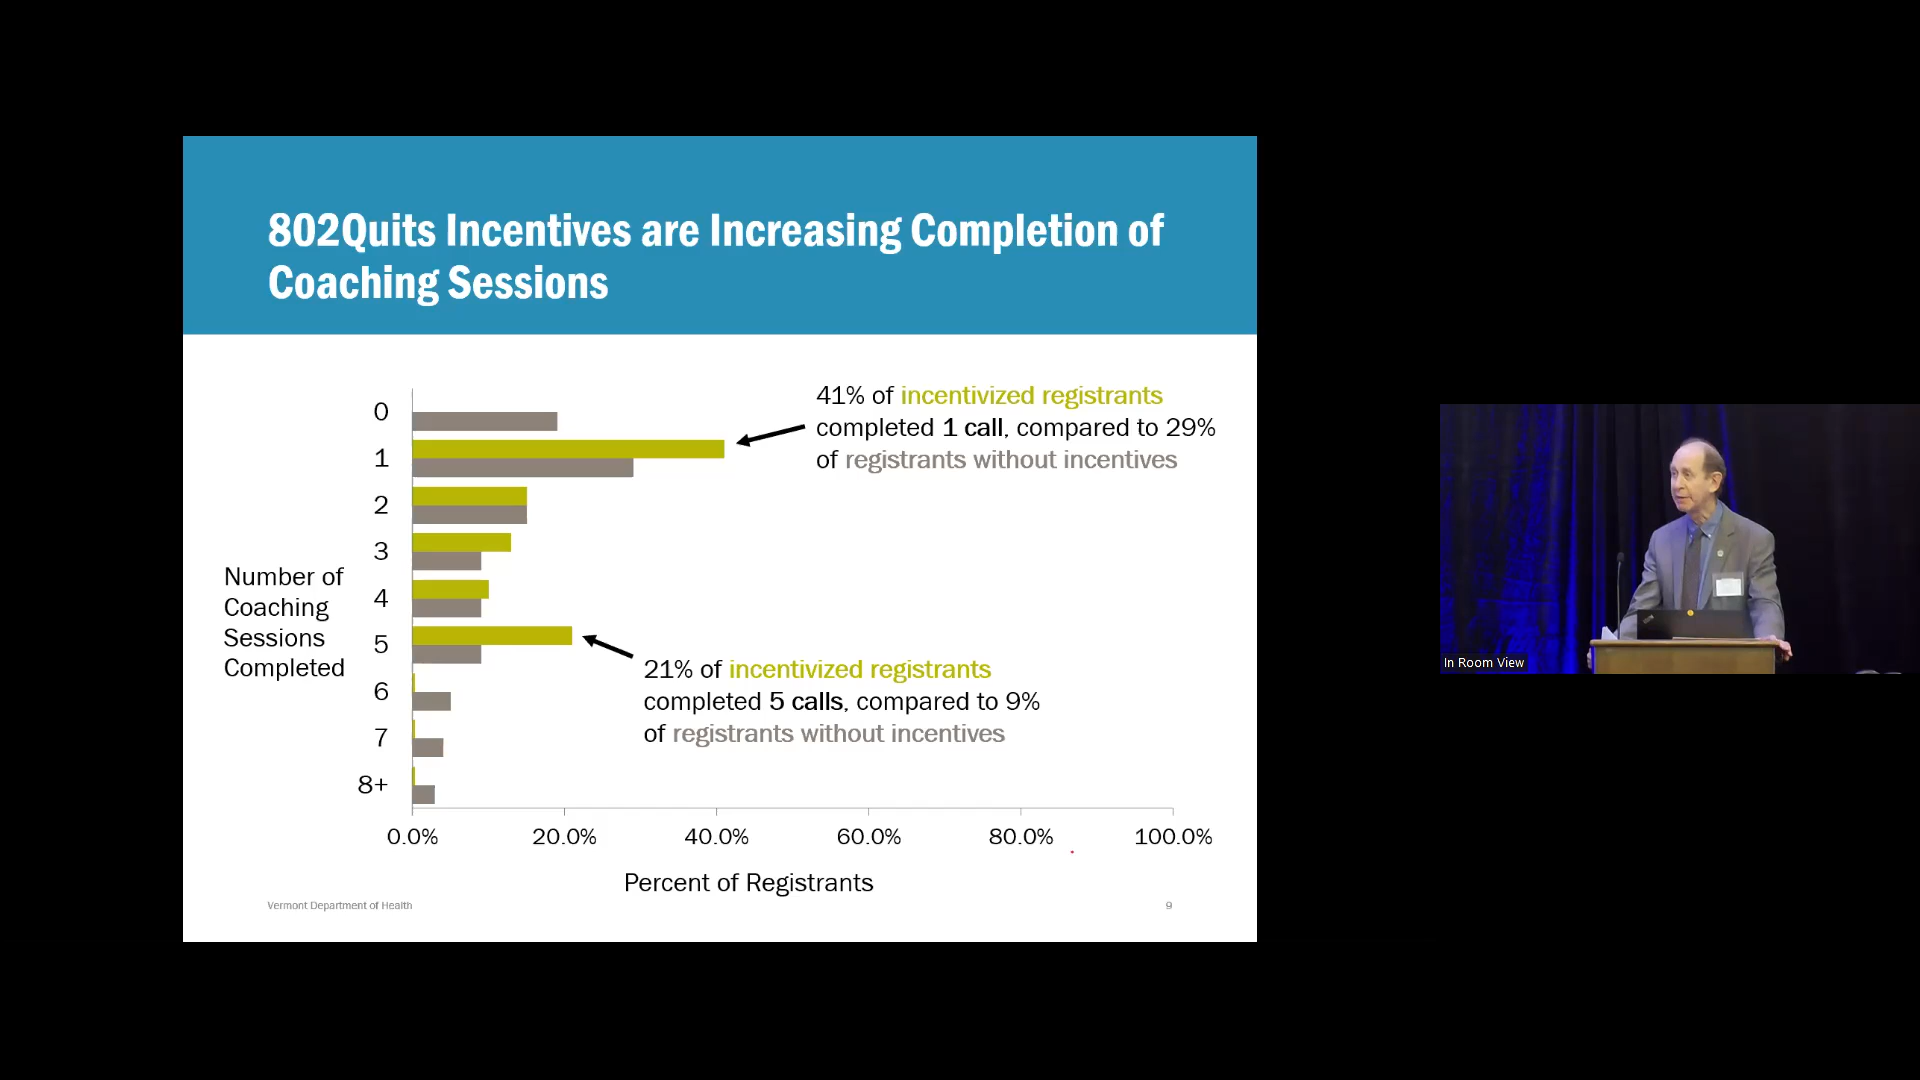 802Quits Incentives are Increasing Completion of
Coaching Sessions
41% of incentivized registrants
completed 1 call, compared to 29%
of registrants without incentives
0
1
2
3
4
5
6
7
8+
Number of
Coaching
Sessions
Completed
21% of incentivized registrants
completed 5 calls, compared to 9%
of registrants without incentives
0.0% 20.0% 40.0% 60.0% 80.0% 100.0%
Percent of Registrants
Vermont Department of Health 9
In Room View